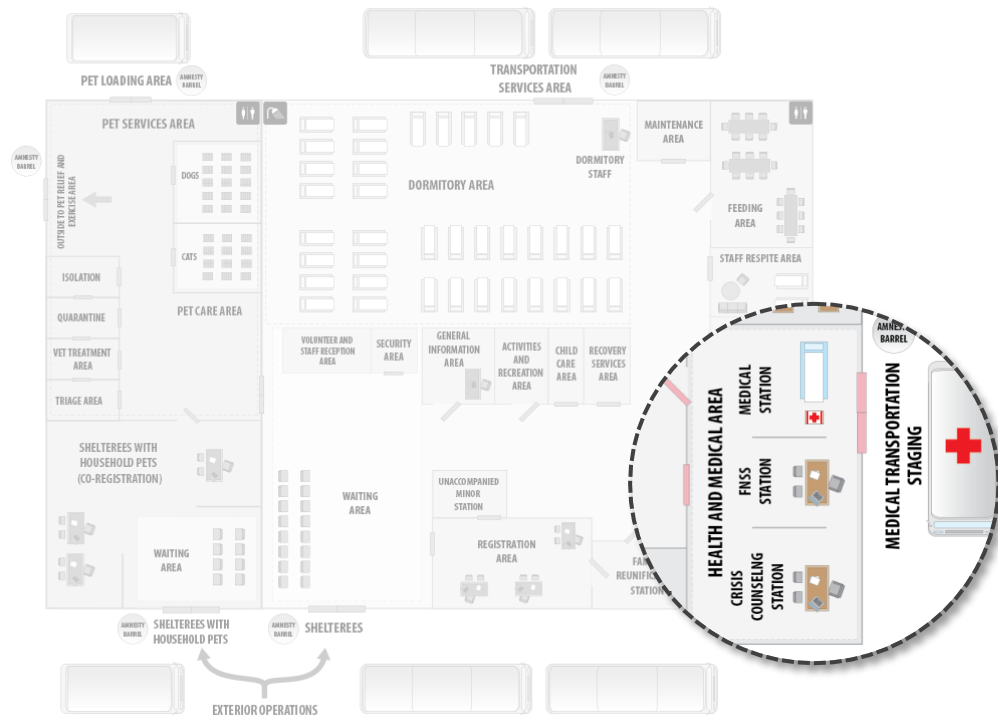 PET LOADING AREA
AMNESTY
BARREL
TRANSPORTATION
SERVICES AREA
AMNESTY
BARREL
PET SERVICES AREA
MAINTENANCE
AREA
AMNESTY
BARREL
OUTSIDE TO PET RELIEF AND
EXERCISE AREA
DOGS
DORMITORY AREA
DORMITORY
STAFF
FEEDING
AREA
CATS
STAFF RESPITE AREA
ISOLATION
QUARANTINE
PET CARE AREA
VET TREATMENT
AREA
TRIAGE AREA
VOLUNTEER AND
STAFF RECEPTION
AREA
SECURITY
AREA
GENERAL
INFORMATION
AREA
ACTIVITIES
AND
RECREATION
AREA
CHILD
CARE
AREA
RECOVERY
SERVICES
AREA
BARREL
HEALTH AND MEDICAL AREA
MEDICAL
STATION
FNSS
STATION
CRISIS
COUNSELNG
STATION
MEDICAL TRANSPORTATION
STAGING
SHELTEREES WITH
HOUSEHOLD PETS
(CO-REGISTRATION)
WAITING
AREA
UNACCOMPANIED
MINOR
STATION
REGISTRATION
AREA
WAITING
AREA
STATION
AMNESTY
BARREL
SHELTEREES WITH
HOUSEHOLD PETS
AMNESTY
BARREL
SHELTEREES
EXTERIOR OPERATIONS